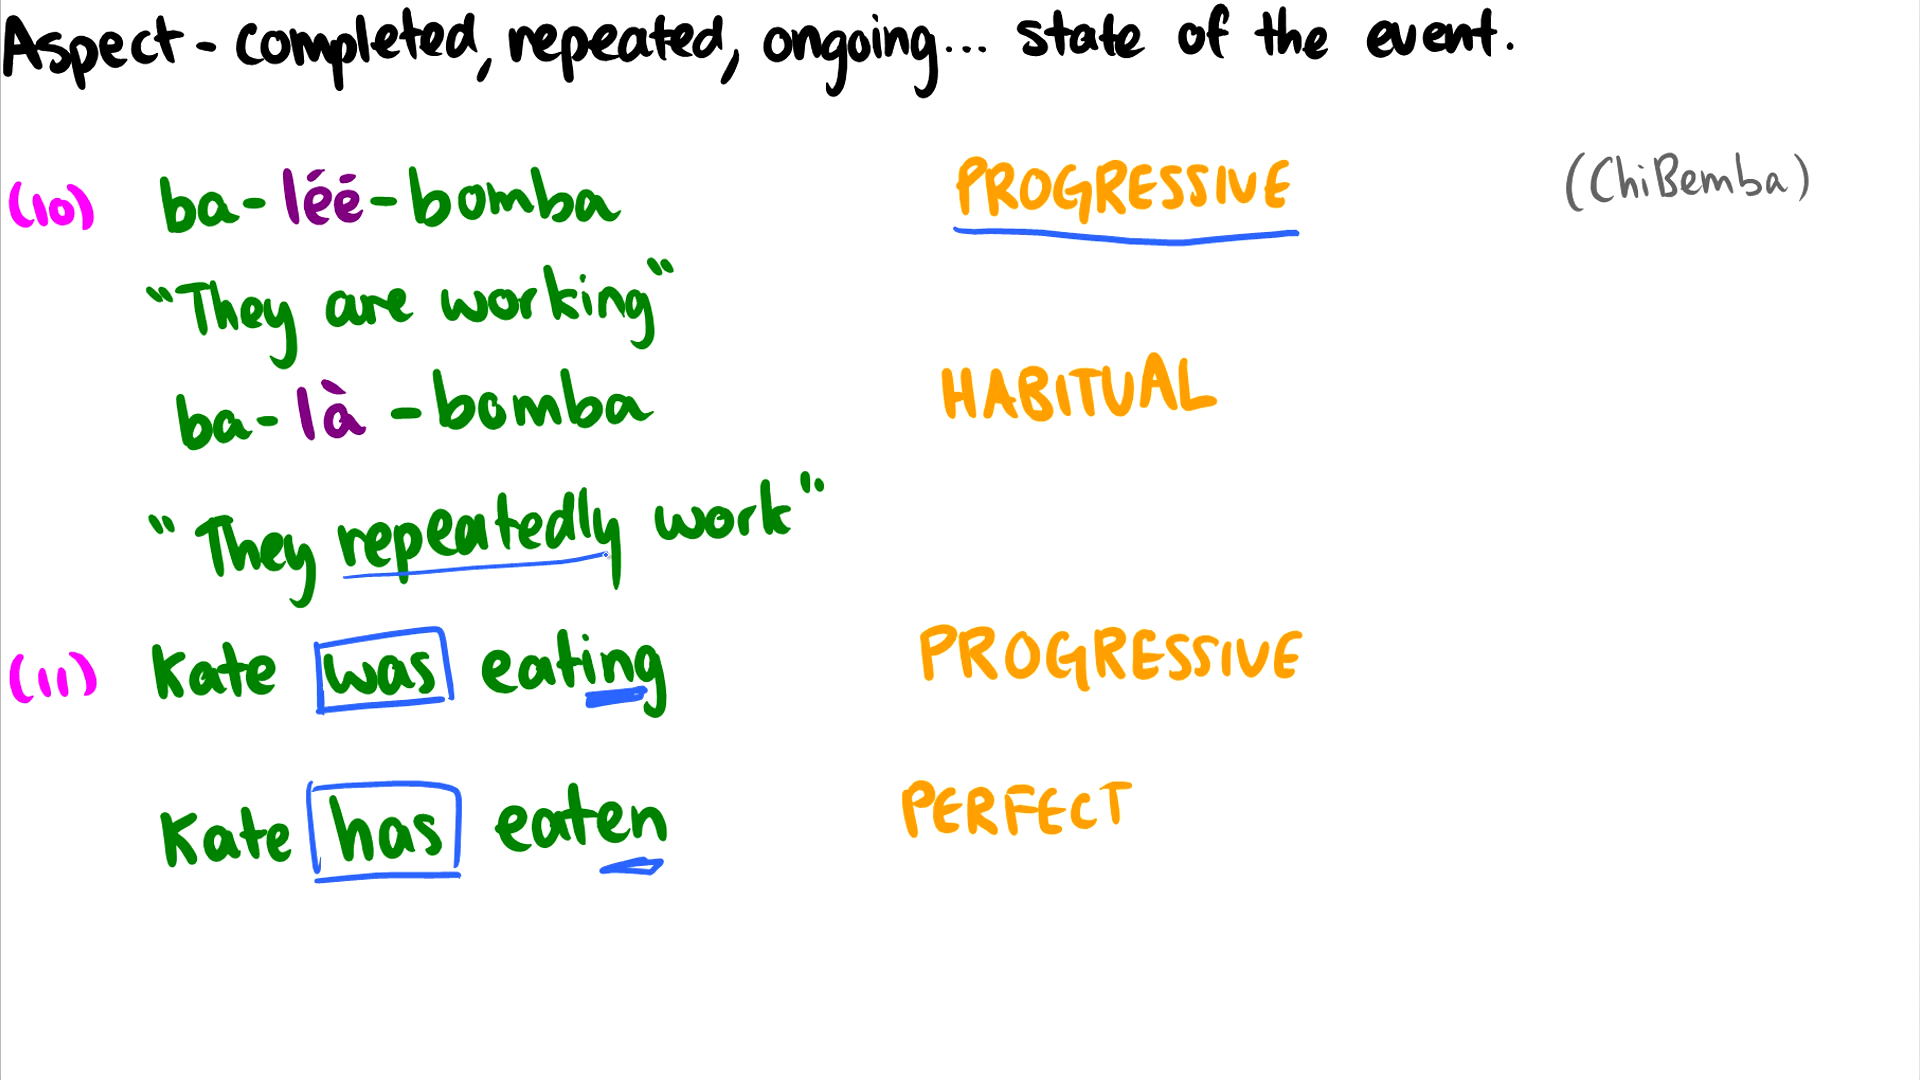 Aspect - completed, repeated, ongoing... state of the event.
(10) ba-léé-bomba PROGRESSIVE (ChiBemba)
"They are working"
ba-là-bomba HABITUAL
"They repeatedly work"
(11) Kate was eating PROGRESSIVE
Kate has eaten PERFECT